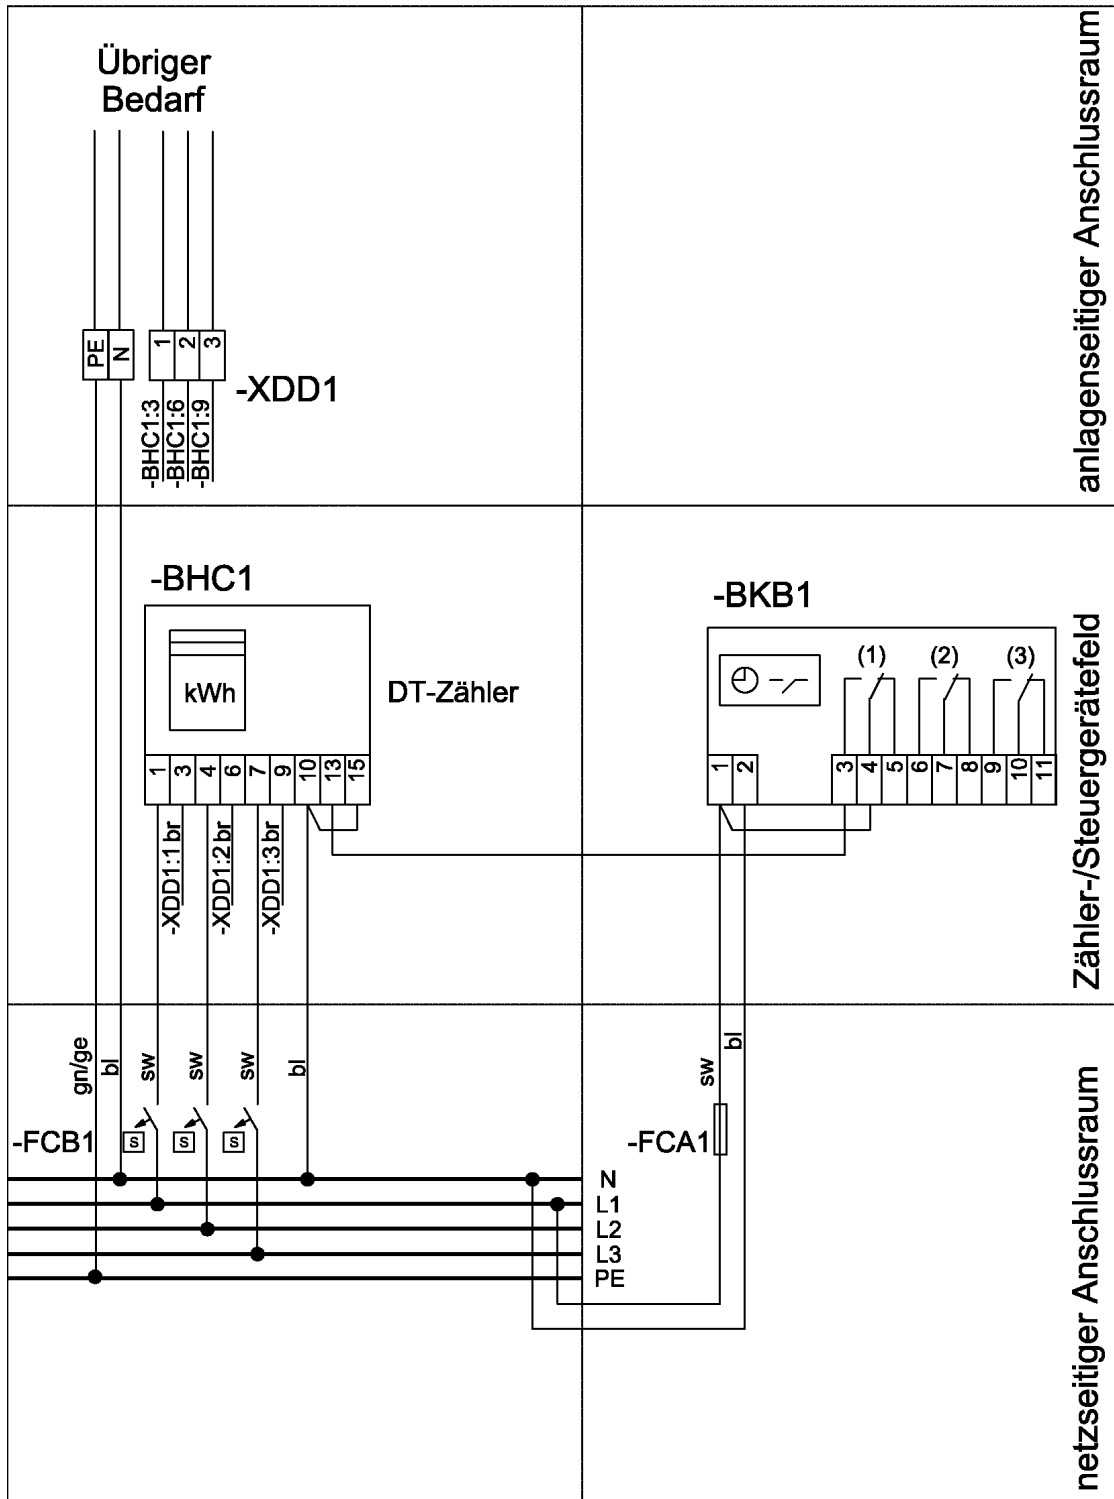 Übriger
Bedarf
anlagenseitiger Anschlussraum
PE
N
1
2
3
-XDD1
-BHC1:3
-BHC1:6
-BHC1:9
-BHC1
kWh
DT-Zähler
1
3
4
6
7
9
10
13
15
-XDD1:1 br
-XDD1:2 br
-XDD1:3 br
-BKB1
(1)
(2)
(3)
1
2
3
4
5
6
7
8
9
10
11
Zähler-/Steuergerätefeld
gn/ge
bl
sw
sw
sw
bl
sw
bl
-FCB1
s
s
s
-FCA1
N
L1
L2
L3
PE
netzseitiger Anschlussraum